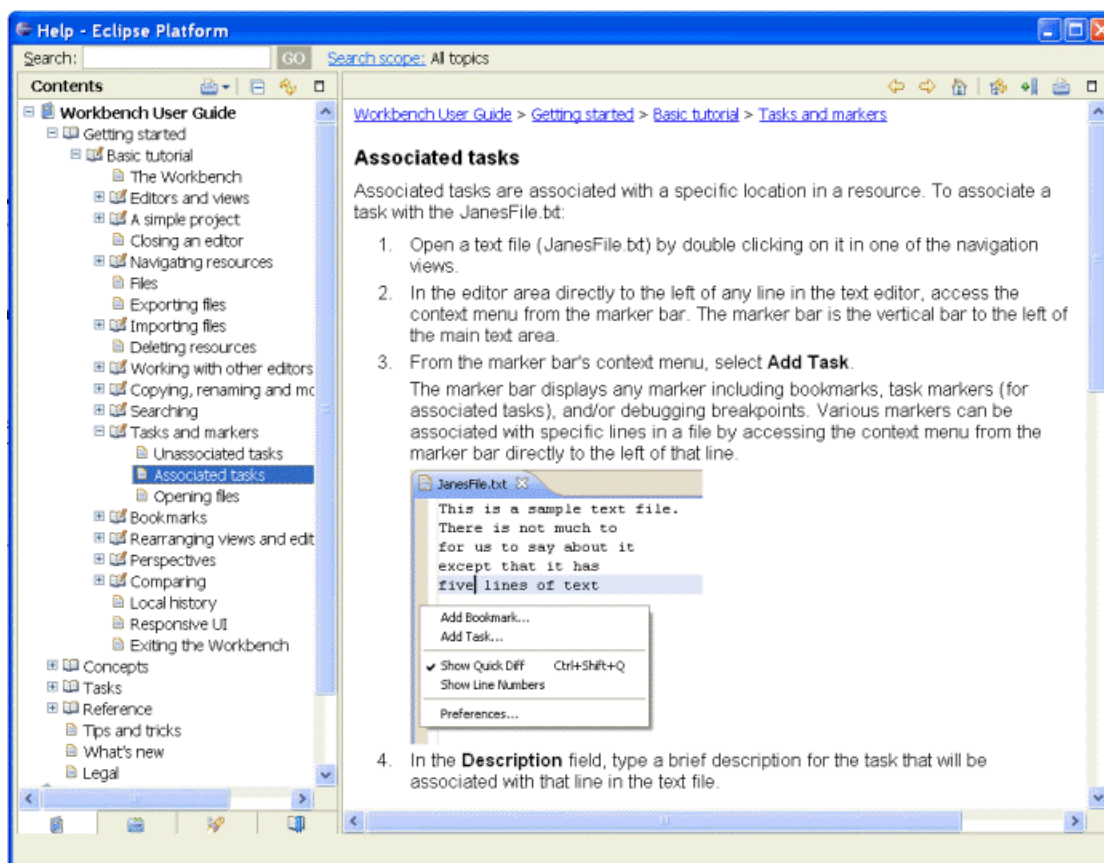 Help - Eclipse Platform
Search: GO Search scope: All topics
Contents
Workbench User Guide
Getting started
Basic tutorial
The Workbench
Editors and views
A simple project
Closing an editor
Navigating resources
Files
Exporting files
Importing files
Deleting resources
Working with other editors
Copying, renaming and mo
Searching
Tasks and markers
Unassociated tasks
Associated tasks
Opening files
Bookmarks
Rearranging views and edit
Perspectives
Comparing
Local history
Responsive UI
Exiting the Workbench
Concepts
Tasks
Reference
Tips and tricks
What's new
Legal
Workbench User Guide > Getting started > Basic tutorial > Tasks and markers
Associated tasks
Associated tasks are associated with a specific location in a resource. To associate a
task with the JanesFile.txt:
1. Open a text file (JanesFile.txt) by double clicking on it in one of the navigation
views.
2. In the editor area directly to the left of any line in the text editor, access the
context menu from the marker bar. The marker bar is the vertical bar to the left of
the main text area.
3. From the marker bar's context menu, select Add Task.
The marker bar displays any marker including bookmarks, task markers (for
associated tasks), and/or debugging breakpoints. Various markers can be
associated with specific lines in a file by accessing the context menu from the
marker bar directly to the left of that line.
JanesFile.txt
This is a sample text file.
There is not much to
for us to say about it
except that it has
five lines of text
Add Bookmark...
Add Task...
Show Quick Diff Ctrl+Shift+Q
Show Line Numbers
Preferences...
4. In the Description field, type a brief description for the task that will be
associated with that line in the text file.